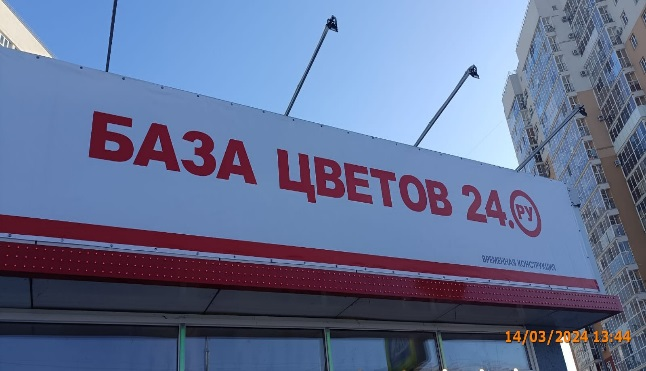 БАЗА ЦВЕТОВ 24.РУ
ВРЕМЕННАЯ КОНСТРУКЦИЯ
14/03/2024 13:44